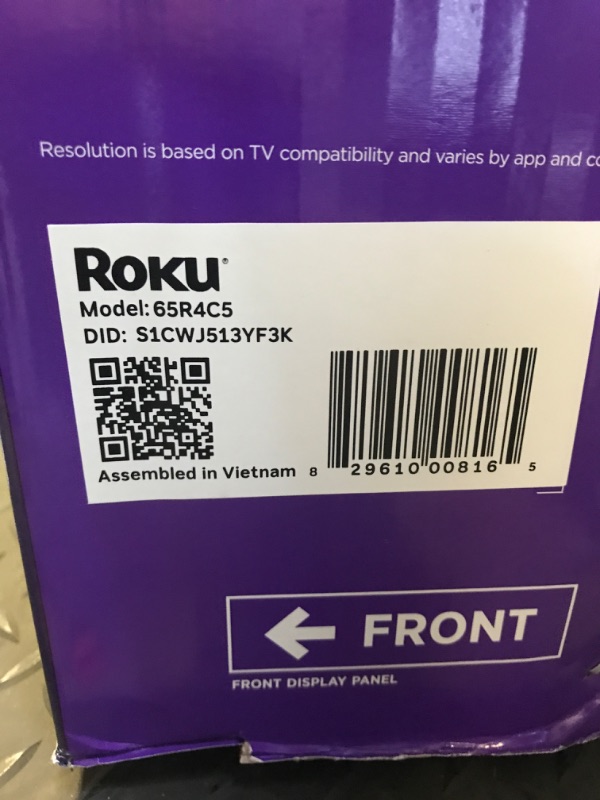 Resolution is based on TV compatibility and varies by app and
Roku®
Model: 65R4C5
DID: S1CWJ513YF3K
Assembled in Vietnam
8 29610 00816 5
FRONT
FRONT DISPLAY PANEL